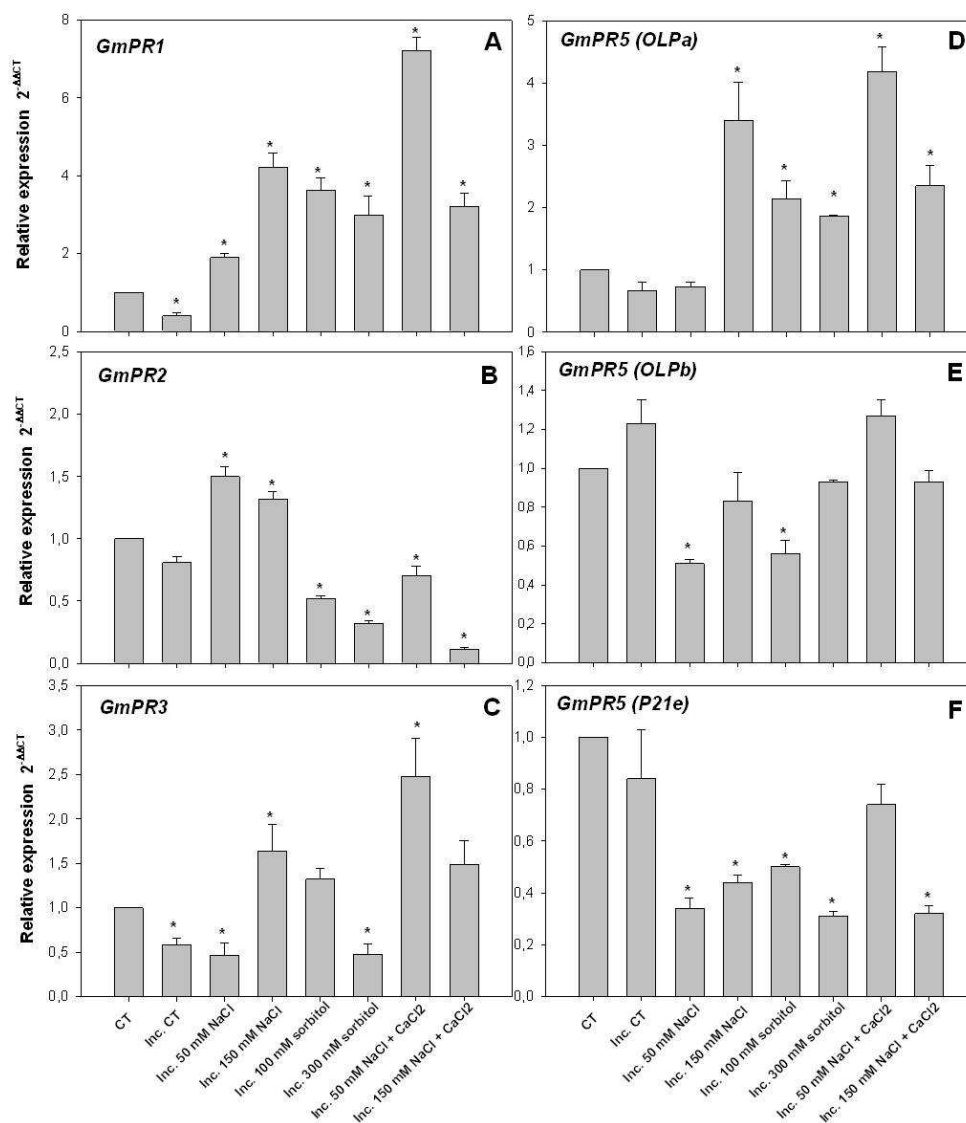 GmPR1
A
Relative expression 2^-ΔΔCT
8
6
4
2
0
*
*
*
*
*
*
*
GmPR2
B
Relative expression 2^-ΔΔCT
2,5
2,0
1,5
1,0
0,5
0,0
*
*
*
*
*
*
GmPR3
C
Relative expression 2^-ΔΔCT
3,5
3,0
2,5
2,0
1,5
1,0
0,5
0,0
*
*
*
*
*
CT
Inc. CT
Inc. 50 mM NaCl
Inc. 150 mM NaCl
Inc. 100 mM sorbitol
Inc. 300 mM sorbitol
Inc. 50 mM NaCl + CaCl2
Inc. 150 mM NaCl + CaCl2
GmPR5 (OLPa)
D
5
4
3
2
1
0
*
*
*
*
*
GmPR5 (OLPb)
E
1,6
1,4
1,2
1,0
0,8
0,6
0,4
0,2
0,0
*
*
GmPR5 (P21e)
F
1,2
1,0
0,8
0,6
0,4
0,2
0,0
*
*
*
*
*
CT
Inc. CT
Inc. 50 mM NaCl
Inc. 150 mM NaCl
Inc. 100 mM sorbitol
Inc. 300 mM sorbitol
Inc. 50 mM NaCl + CaCl2
Inc. 150 mM NaCl + CaCl2